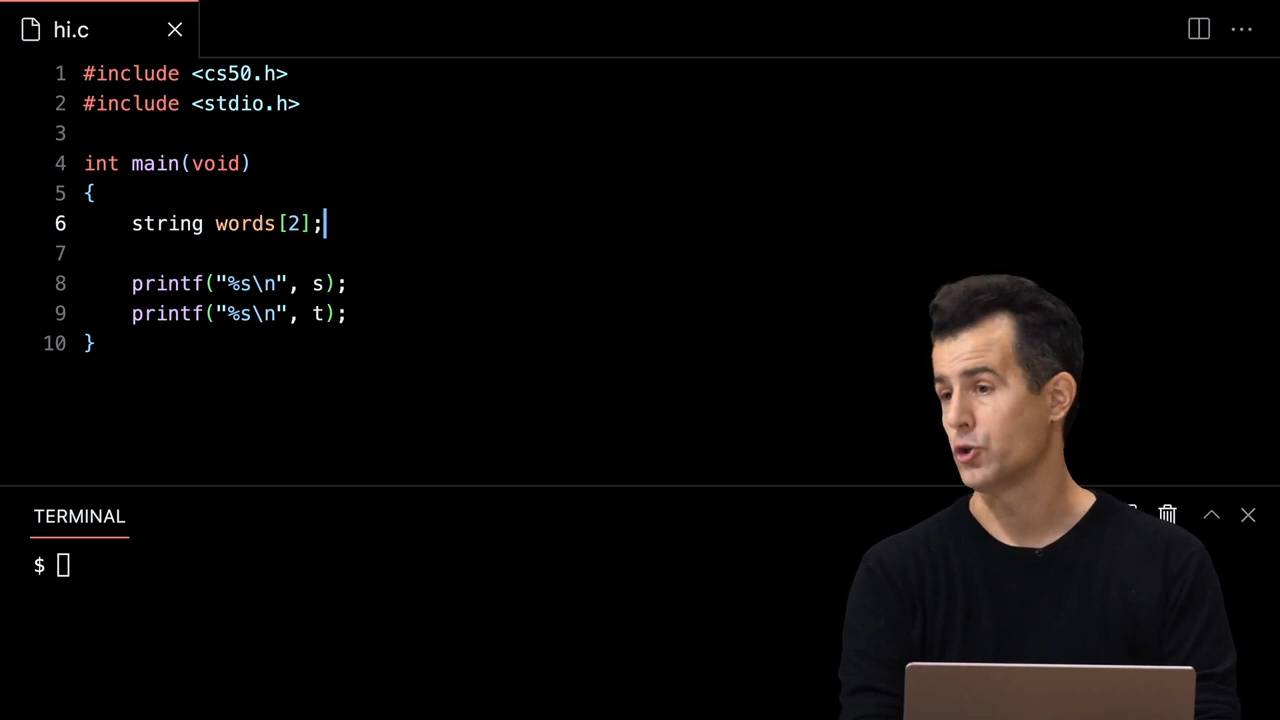 hi.c
1 #include <cs50.h>
2 #include <stdio.h>
3
4 int main(void)
5 {
6     string words[2];
7
8     printf("%s\n", s);
9     printf("%s\n", t);
10 }
TERMINAL
$